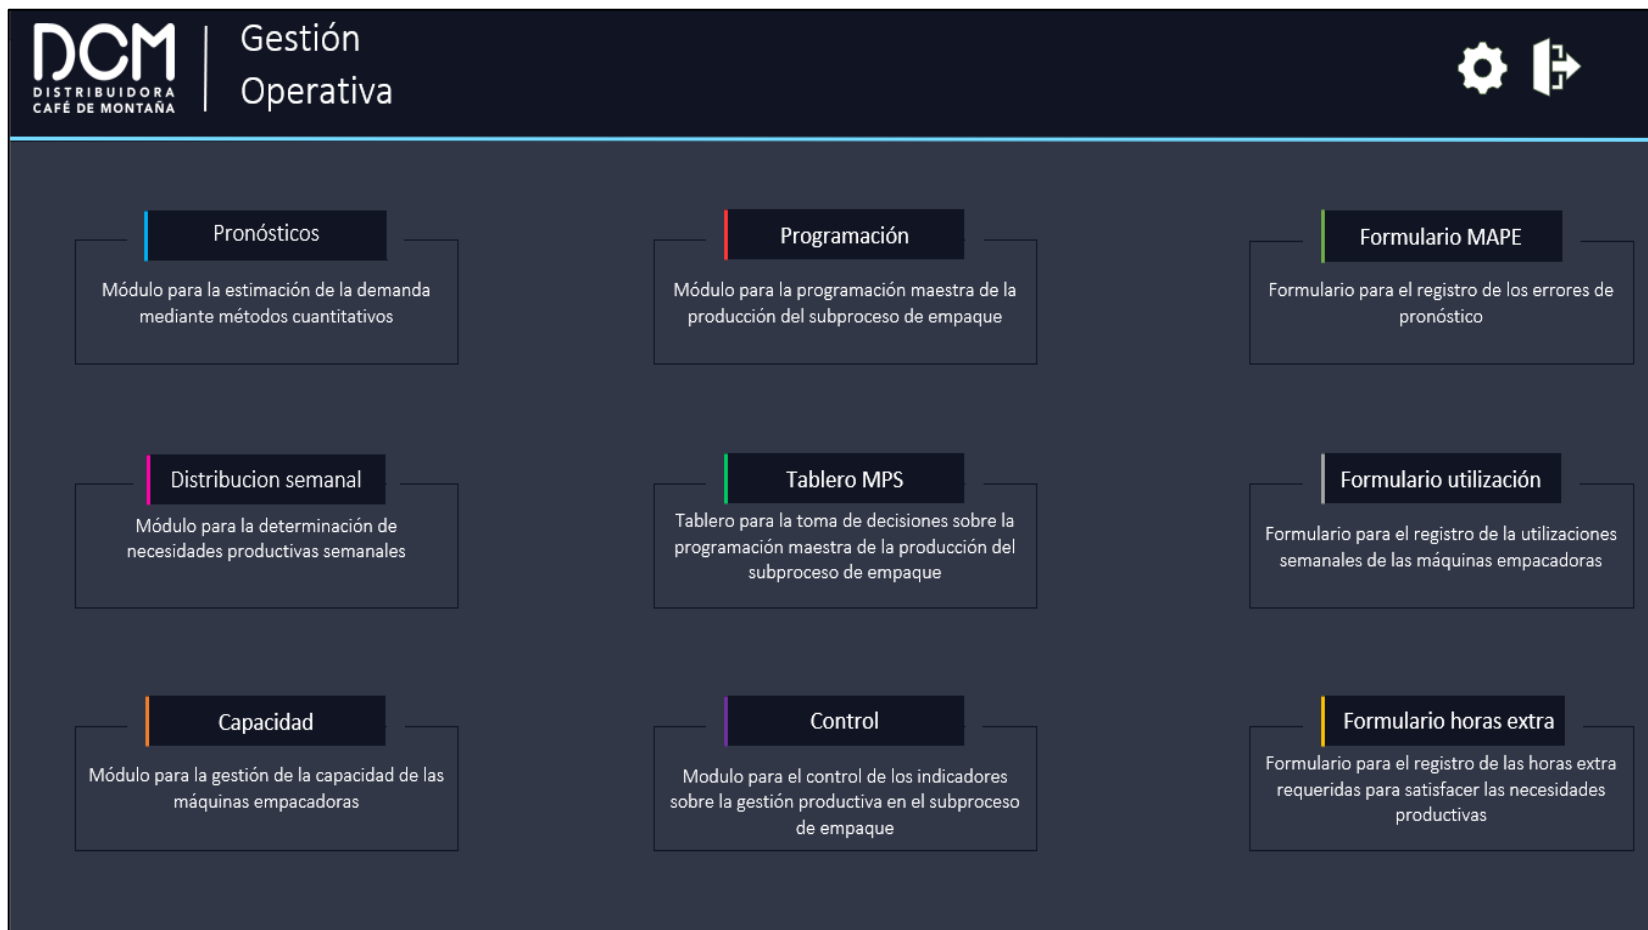 DCM
DISTRIBUIDORA
CAFÉ DE MONTAÑA
Gestión
Operativa
Pronósticos
Módulo para la estimación de la demanda
mediante métodos cuantitativos
Programación
Módulo para la programación maestra de la
producción del subproceso de empaque
Formulario MAPE
Formulario para el registro de los errores de
pronóstico
Distribucion semanal
Módulo para la determinación de
necesidades productivas semanales
Tablero MPS
Tablero para la toma de decisiones sobre la
programación maestra de la producción del
subproceso de empaque
Formulario utilización
Formulario para el registro de la utilizaciones
semanales de las máquinas empacadoras
Capacidad
Módulo para la gestión de la capacidad de las
máquinas empacadoras
Control
Modulo para el control de los indicadores
sobre la gestión productiva en el subproceso
de empaque
Formulario horas extra
Formulario para el registro de las horas extra
requeridas para satisfacer las necesidades
productivas